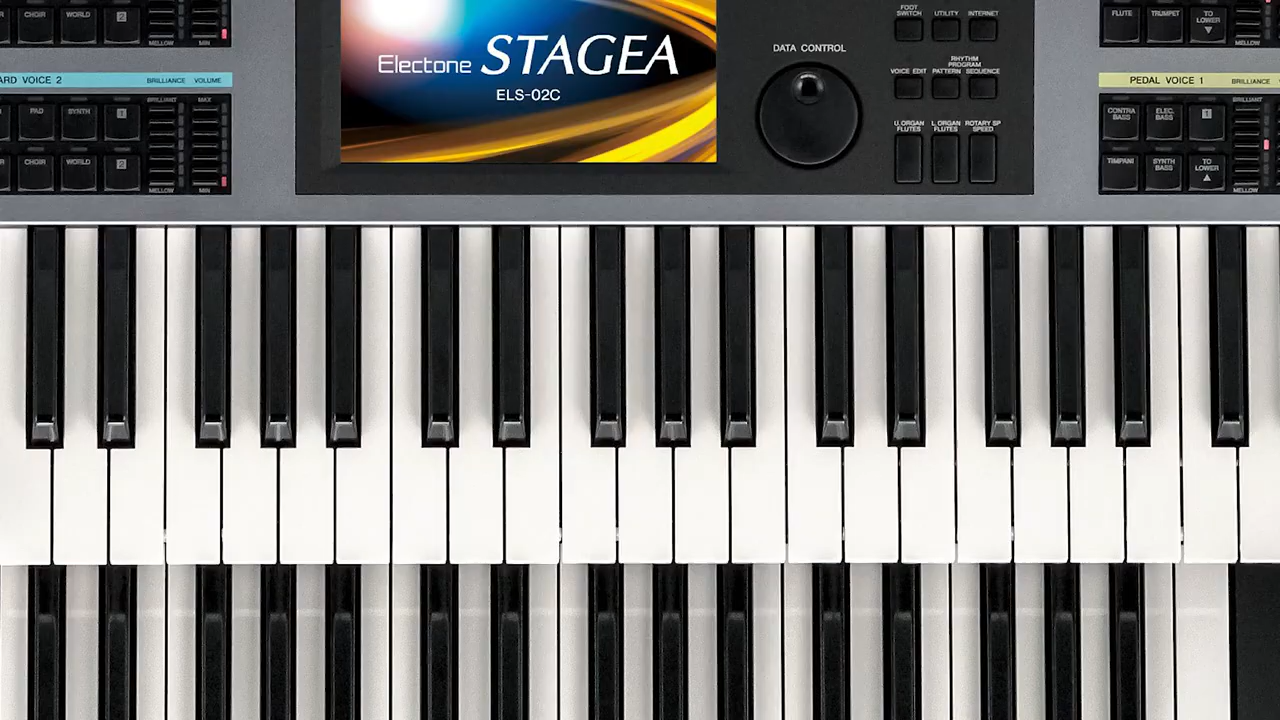 CHOIR WORLD 2 MELLOW MIN
ARD VOICE 2 BRILLIANCE VOLUME
BRILLIANT MAX
PAD SYNTH 1
CHOIR WORLD 2
MELLOW MIN
Electone STAGEA
ELS-02C
DATA CONTROL
FOOT SWITCH UTILITY INTERNET
RHYTHM PROGRAM
VOICE EDIT PATTERN SEQUENCE
U. ORGAN FLUTES L. ORGAN FLUTES ROTARY SP SPEED
FLUTE TRUMPET TO LOWER ▼
MELLOW
PEDAL VOICE 1 BRILLIANCE
BRILLIANT
CONTRA BASS ELEC. BASS 1
TIMPANI SYNTH BASS TO LOWER ▲
MELLOW